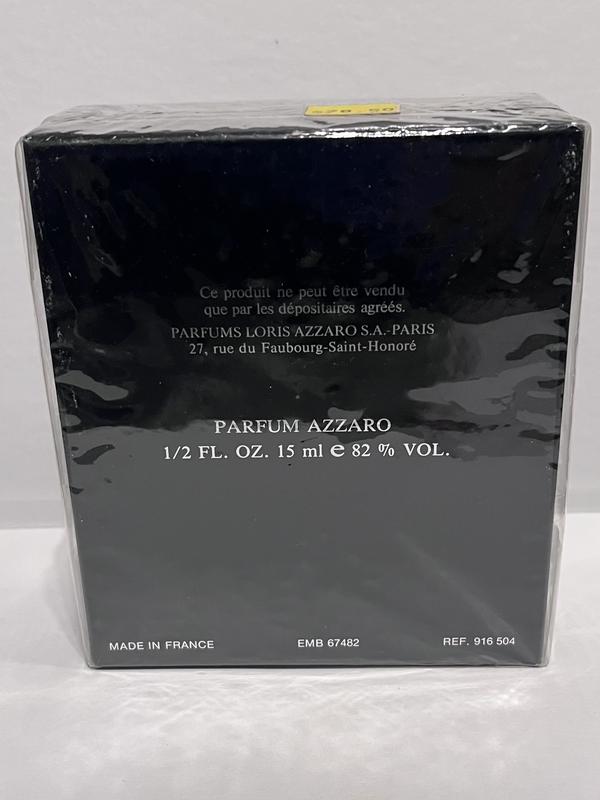 Ce produit ne peut être vendu
que par les dépositaires agréés.
PARFUMS LORIS AZZARO S.A.-PARIS
27, rue du Faubourg-Saint-Honoré
PARFUM AZZARO
1/2 FL. OZ. 15 ml e 82 % VOL.
MADE IN FRANCE EMB 67482 REF. 916 504